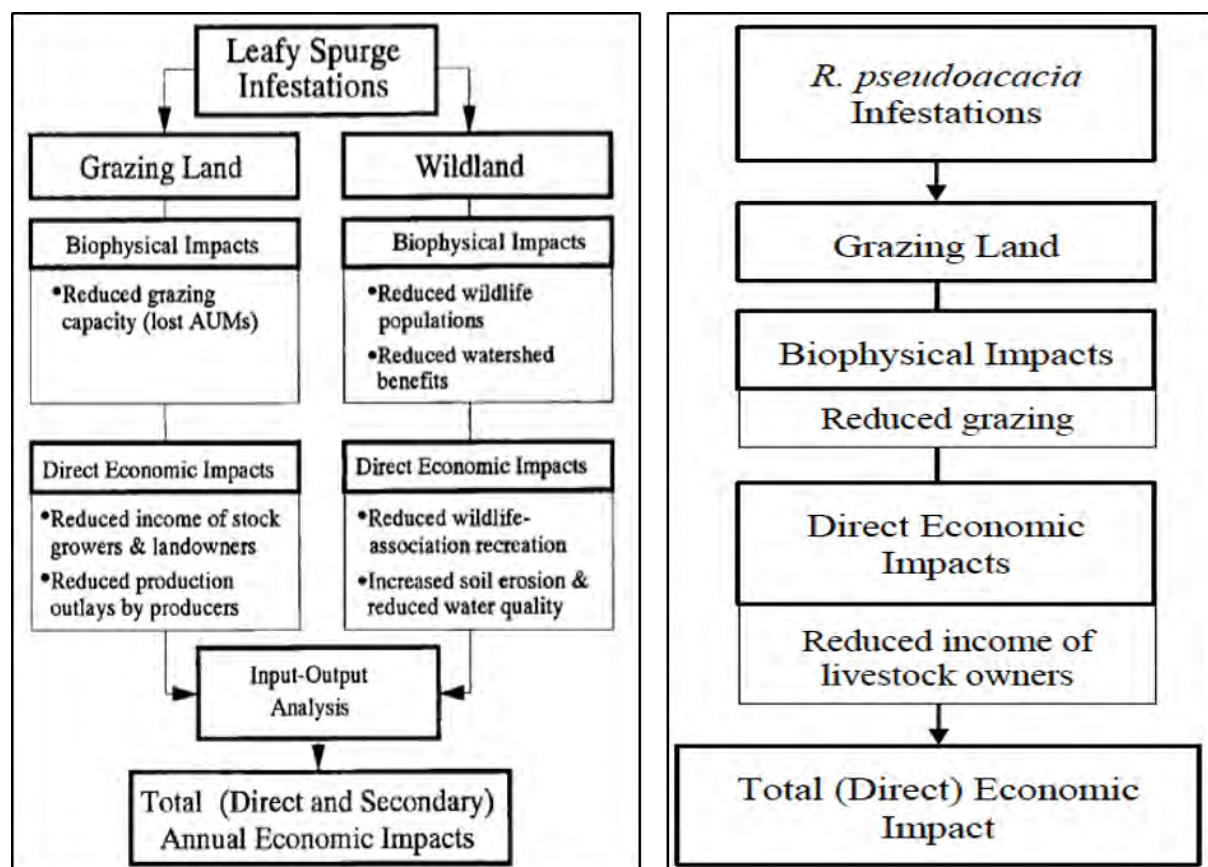 Leafy Spurge
Infestations
Grazing Land
Biophysical Impacts
•Reduced grazing
capacity (lost AUMs)
Direct Economic Impacts
•Reduced income of stock
growers & landowners
•Reduced production
outlays by producers
Wildland
Biophysical Impacts
•Reduced wildlife
populations
•Reduced watershed
benefits
Direct Economic Impacts
•Reduced wildlife-
association recreation
•Increased soil erosion &
reduced water quality
Input-Output
Analysis
Total (Direct and Secondary)
Annual Economic Impacts
R. pseudoacacia
Infestations
Grazing Land
Biophysical Impacts
Reduced grazing
Direct Economic
Impacts
Reduced income of
livestock owners
Total (Direct) Economic
Impact